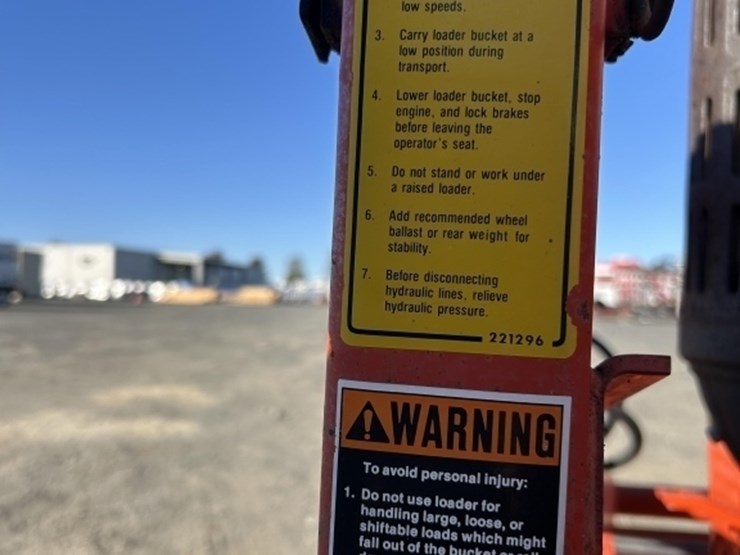 low speeds.
3. Carry loader bucket at a
low position during
transport.
4. Lower loader bucket, stop
engine, and lock brakes
before leaving the
operator's seat.
5. Do not stand or work under
a raised loader.
6. Add recommended wheel
ballast or rear weight for
stability.
7. Before disconnecting
hydraulic lines, relieve
hydraulic pressure.
221296
WARNING
To avoid personal injury:
1. Do not use loader for
handling large, loose, or
shiftable loads which might
fall out of the bucket